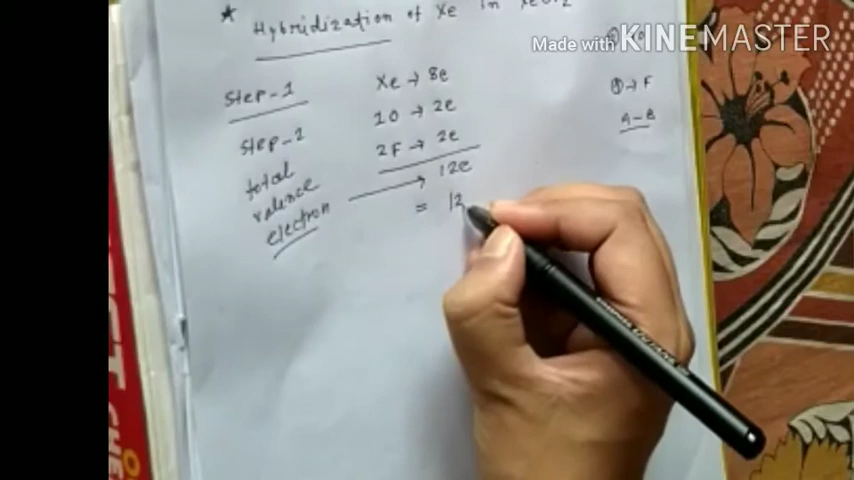 * Hybridization of Xe in
Made with KINEMASTER
Step-1 Xe → 8e
Step-2 1O → 2e
2F → 2e
total
valence → 12e
electron = 12
→ F
A-B